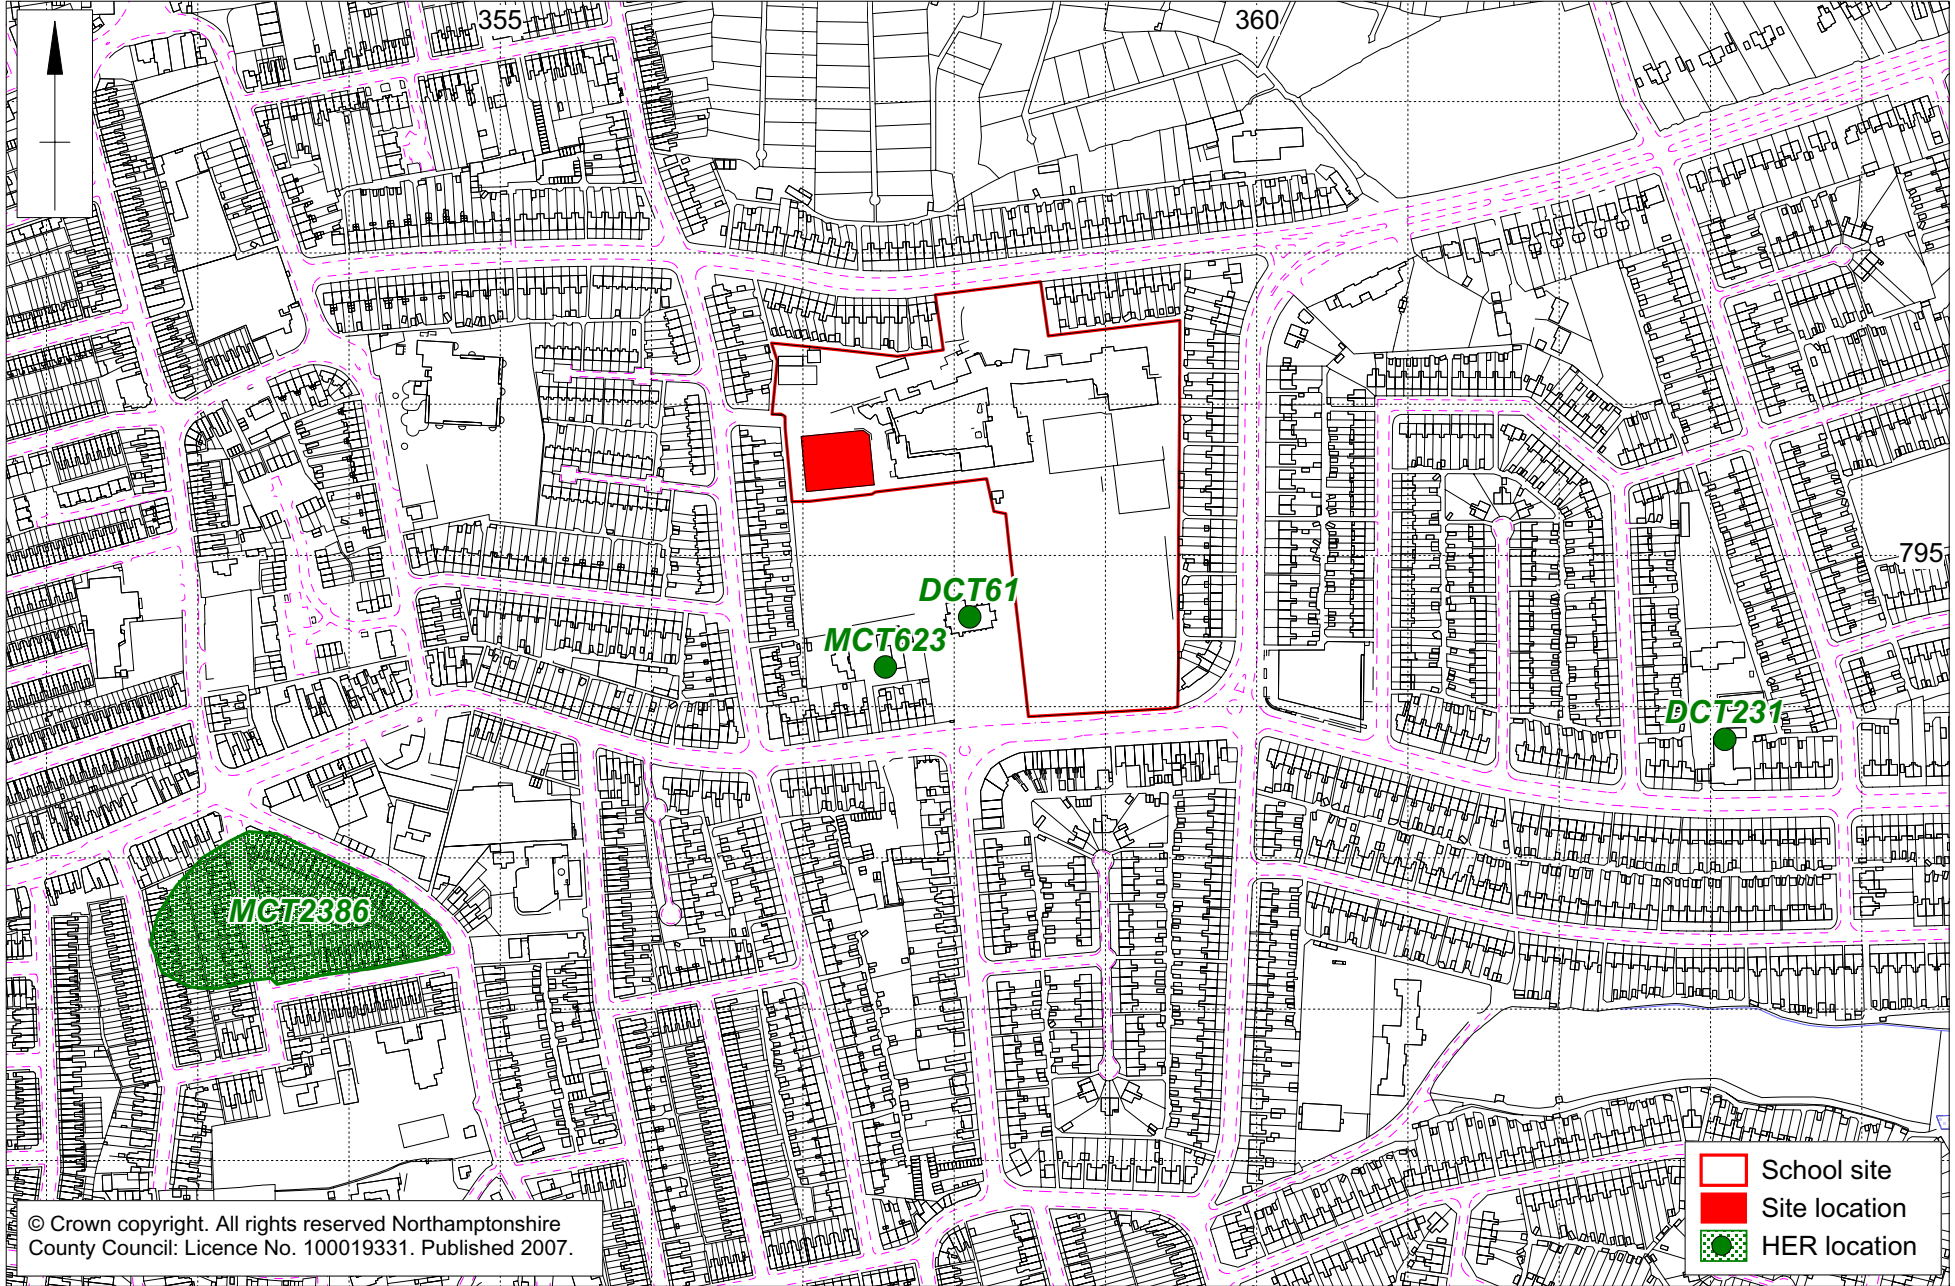 355
360
795
DCT61
MCT623
DCT231
MCT2386
School site
Site location
HER location
© Crown copyright. All rights reserved Northamptonshire
County Council: Licence No. 100019331. Published 2007.